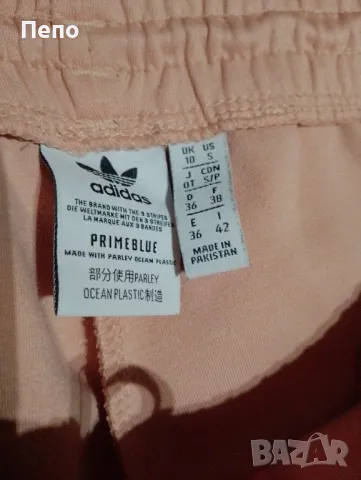 Пепо
adidas
THE BRAND WITH THE 3 STRIPES
DIE WELTMARKE MIT DEN 3 STREIFEN
LA MARQUE AUX 3 BANDES
PRIMEBLUE
MADE WITH PARLEY OCEAN PLASTIC
部分使用PARLEY
OCEAN PLASTIC制造
UK US
10 S
J CDN
OT S/P
D F
36 38
E I
36 42
MADE IN
PAKISTAN
BAZAR